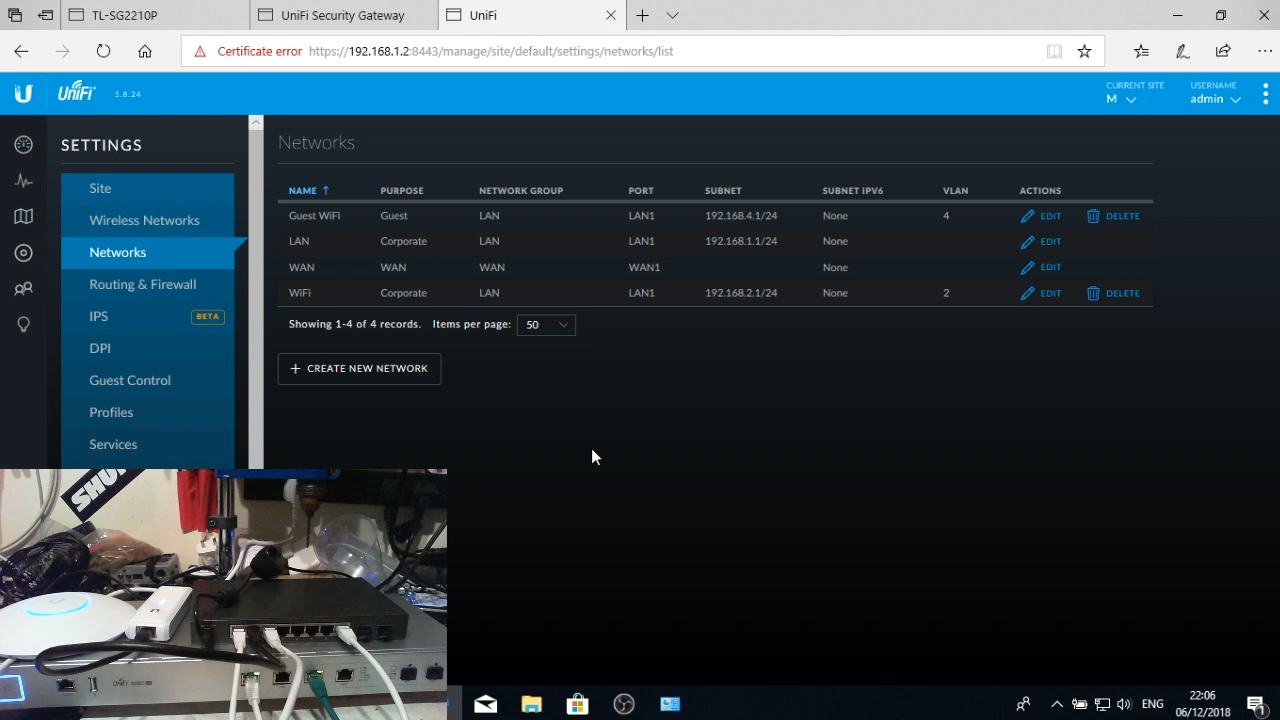 TL-SG2210P
UniFi Security Gateway
UniFi
Certificate error
https://192.168.1.2:8443/manage/site/default/settings/networks/list
UniFi
5.8.24
CURRENT SITE
M
USERNAME
admin
SETTINGS
Site
Wireless Networks
Networks
Routing & Firewall
IPS
BETA
DPI
Guest Control
Profiles
Services
Networks
NAME ↑ PURPOSE NETWORK GROUP PORT SUBNET SUBNET IPV6 VLAN ACTIONS
Guest WiFi Guest LAN LAN1 192.168.4.1/24 None 4 EDIT DELETE
LAN Corporate LAN LAN1 192.168.1.1/24 None EDIT
WAN WAN WAN WAN1 None EDIT
WiFi Corporate LAN LAN1 192.168.2.1/24 None 2 EDIT DELETE
Showing 1-4 of 4 records. Items per page: 50
+ CREATE NEW NETWORK
SHU
UniFi
ENG
22:06
06/12/2018
1